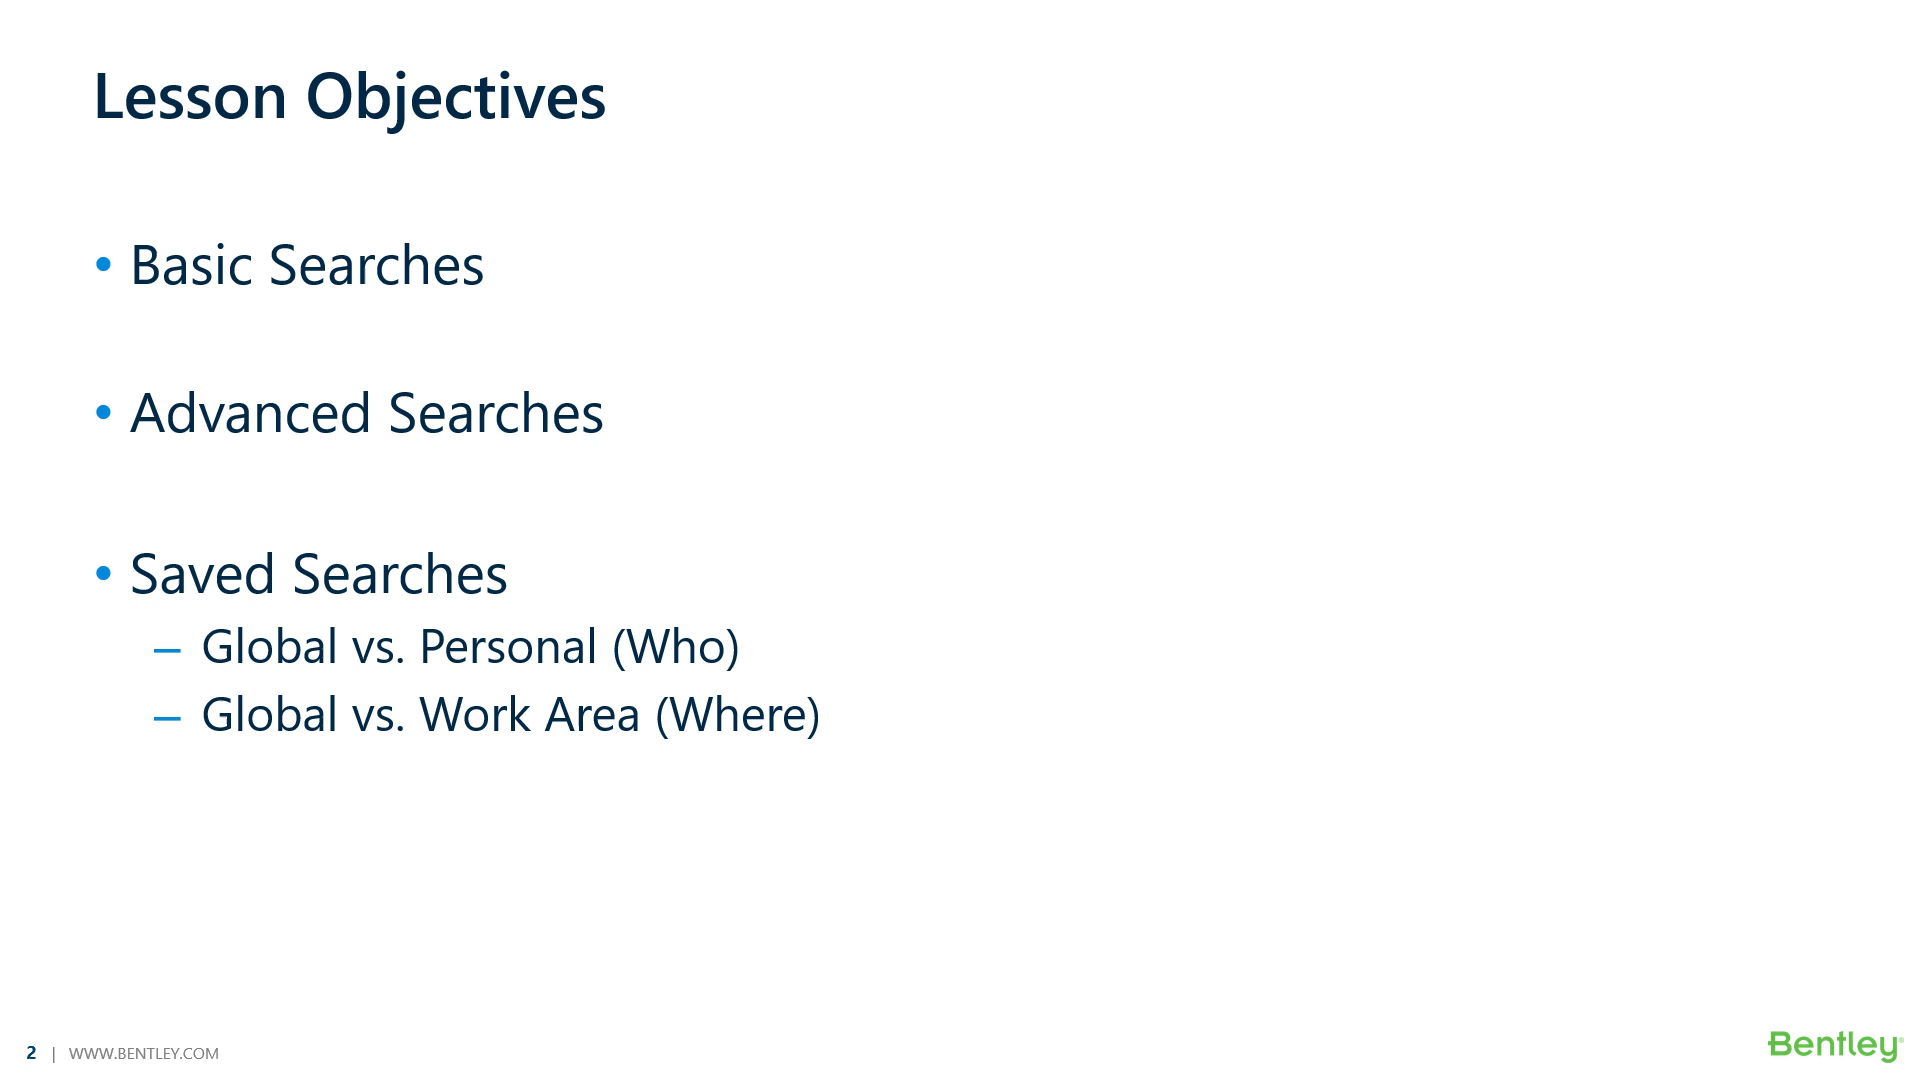 Lesson Objectives
• Basic Searches
• Advanced Searches
• Saved Searches
– Global vs. Personal (Who)
– Global vs. Work Area (Where)
2 | WWW.BENTLEY.COM
Bentley®